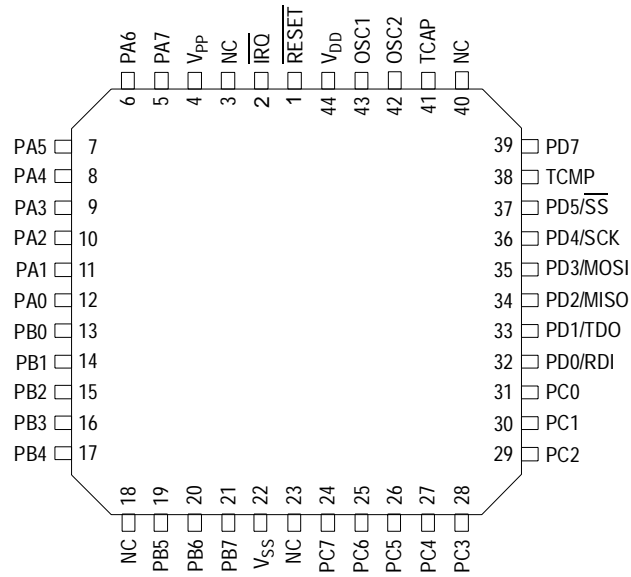 PA6 PA7 VPP NC IRQ RESET VDD OSC1 OSC2 TCAP NC
6 5 4 3 2 1 44 43 42 41 40
PA5 7
PA4 8
PA3 9
PA2 10
PA1 11
PA0 12
PB0 13
PB1 14
PB2 15
PB3 16
PB4 17
39 PD7
38 TCMP
37 PD5/SS
36 PD4/SCK
35 PD3/MOSI
34 PD2/MISO
33 PD1/TDO
32 PD0/RDI
31 PC0
30 PC1
29 PC2
18 19 20 21 22 23 24 25 26 27 28
NC PB5 PB6 PB7 VSS NC PC7 PC6 PC5 PC4 PC3